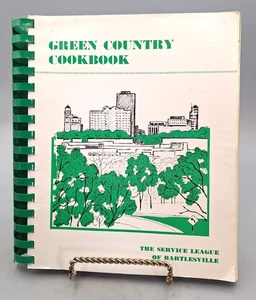 GREEN COUNTRY
COOKBOOK
THE SERVICE LEAGUE
OF BARTLESVILLE